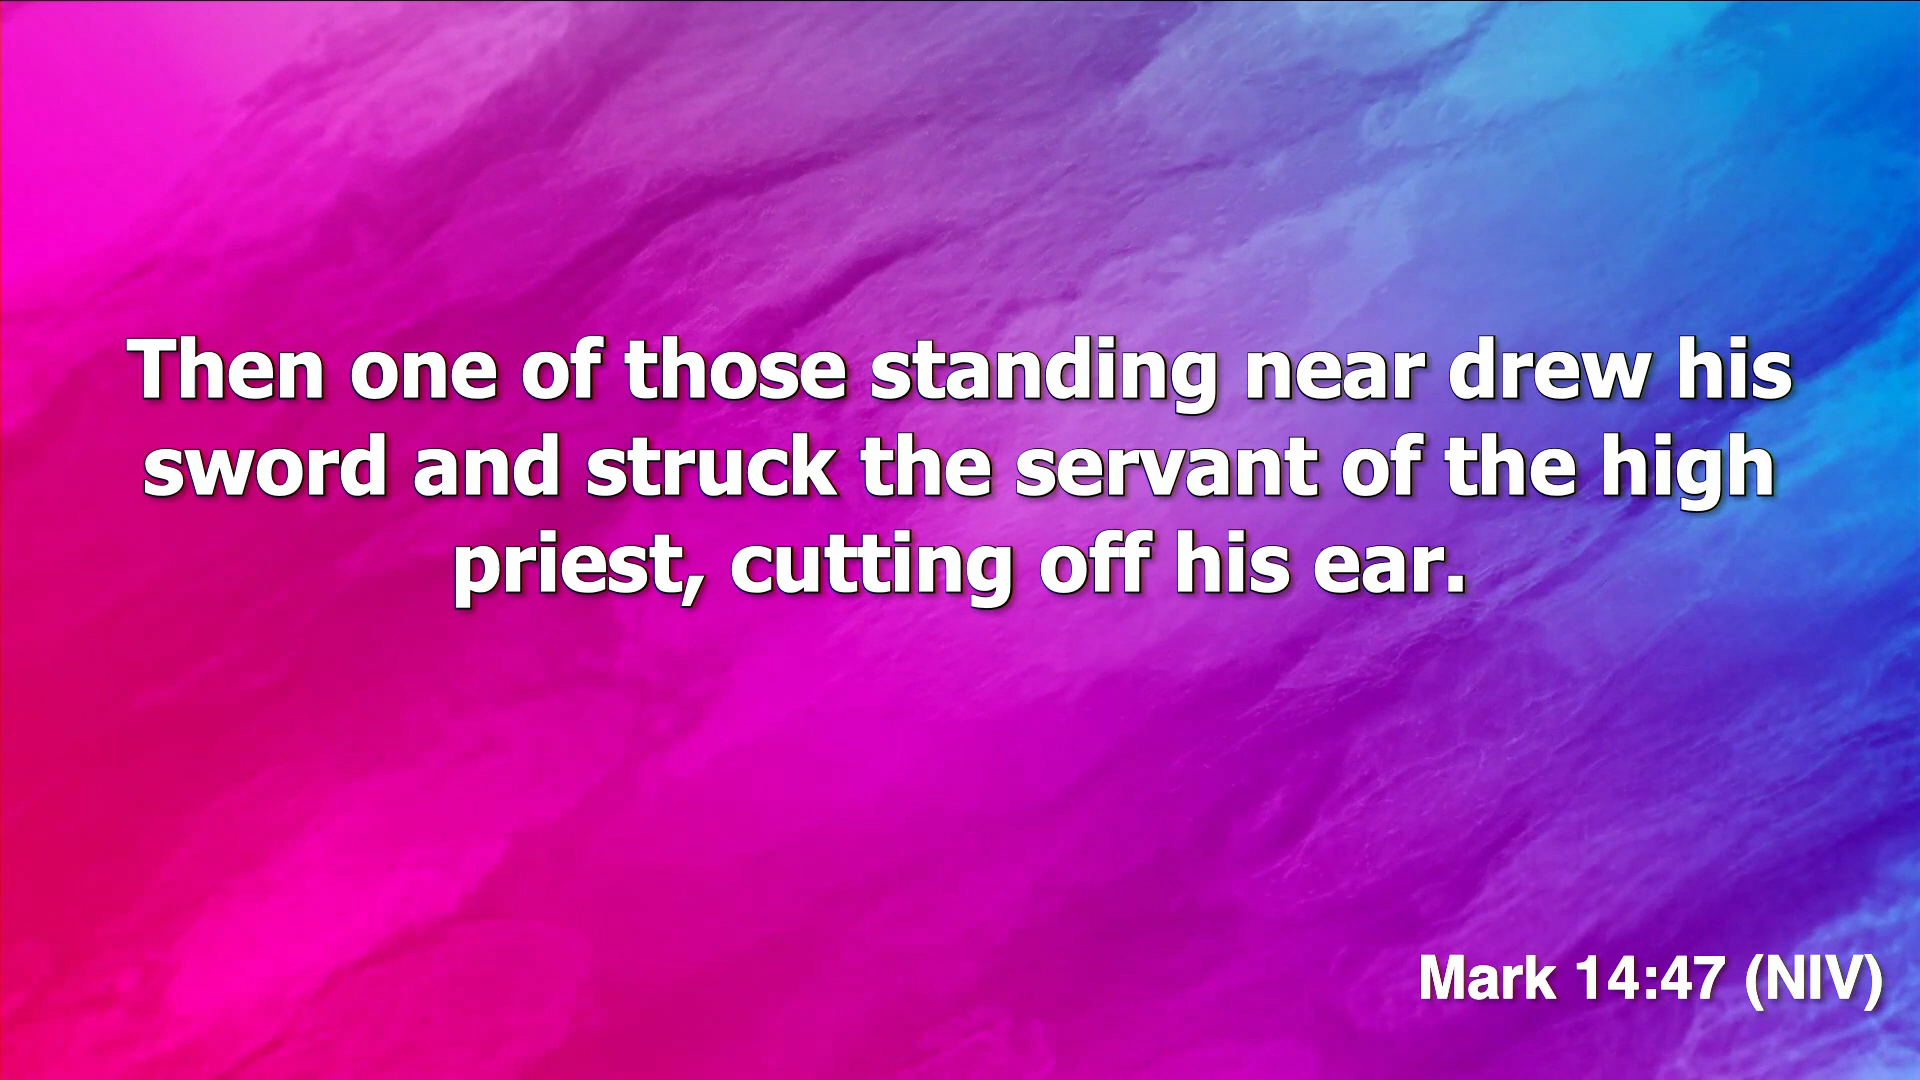 Then one of those standing near drew his
sword and struck the servant of the high
priest, cutting off his ear.
Mark 14:47 (NIV)